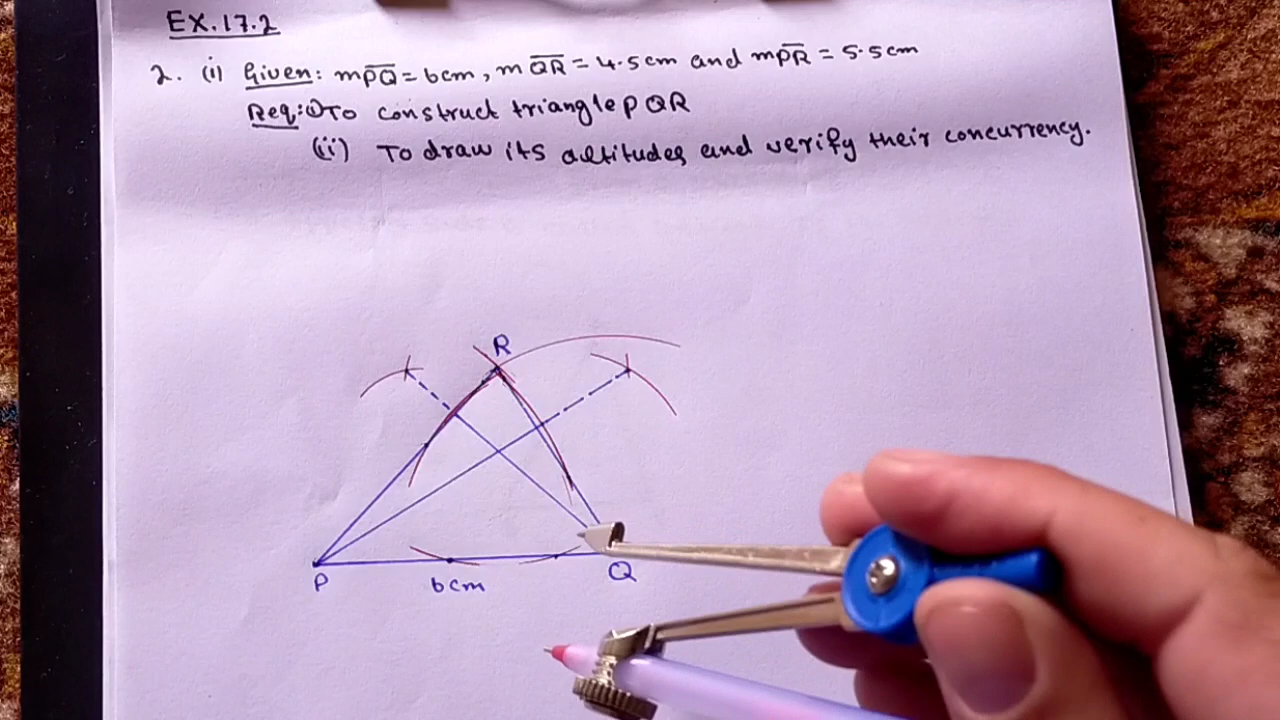 EX.17.2
2. (i) Given: mPQ = 6cm, m QR = 4.5cm and mPR = 5.5cm
Req: (i) To construct triangle PQR
(ii) To draw its altitudes and verify their concurrency.
R
P
6cm
Q